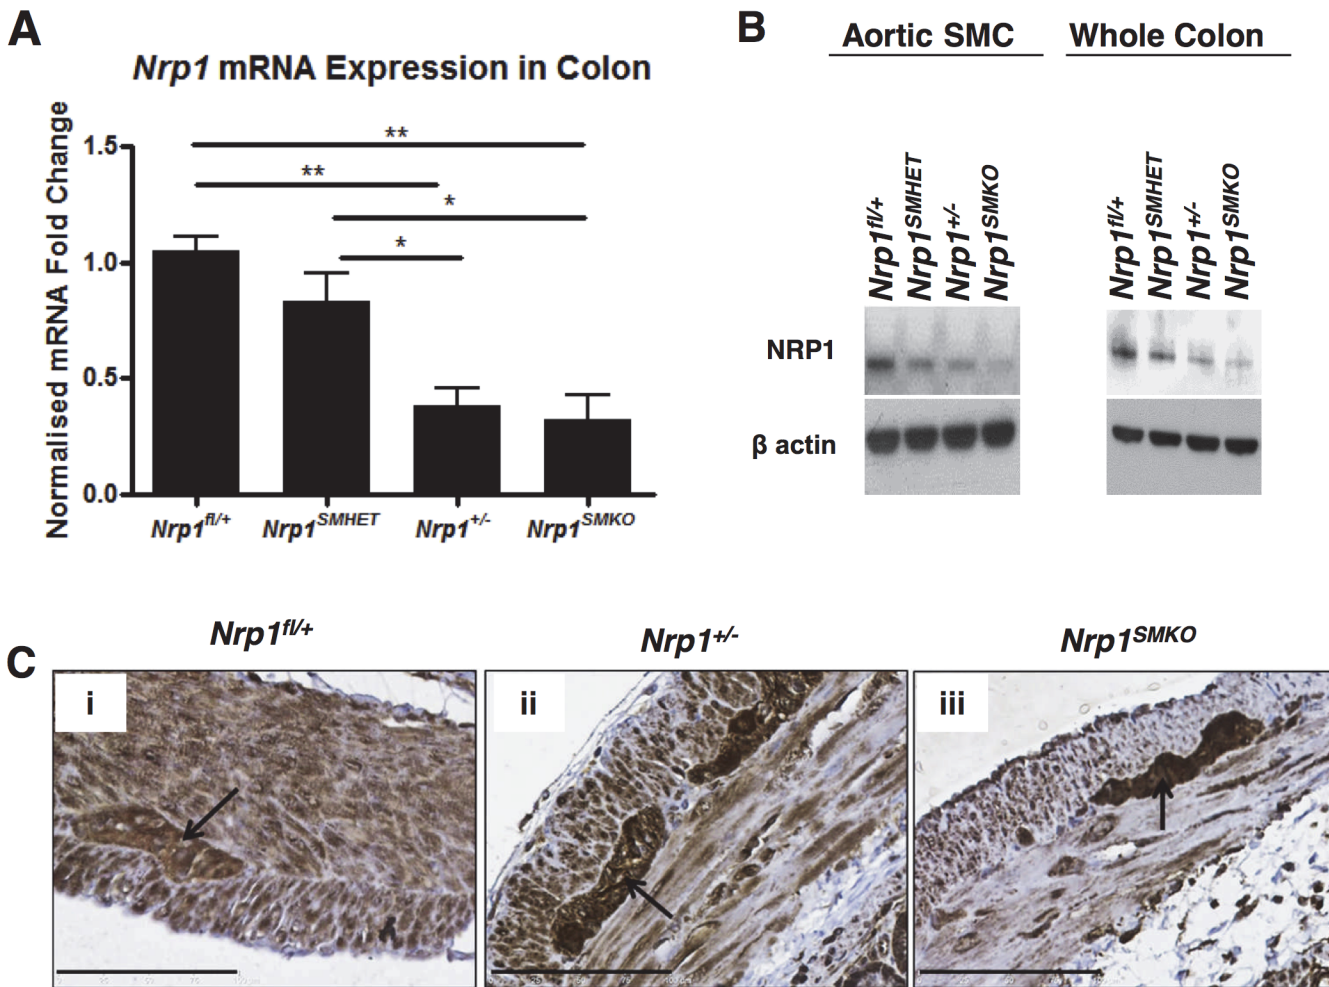 A
Nrp1 mRNA Expression in Colon
Normalised mRNA Fold Change
1.5
1.0
0.5
0.0
**
**
*
*
Nrp1fl/+ Nrp1SMHET Nrp1+/- Nrp1SMKO
B
Aortic SMC Whole Colon
Nrp1fl/+ Nrp1SMHET Nrp1+/- Nrp1SMKO Nrp1fl/+ Nrp1SMHET Nrp1+/- Nrp1SMKO
NRP1
β actin
C
Nrp1fl/+ Nrp1+/- Nrp1SMKO
i ii iii